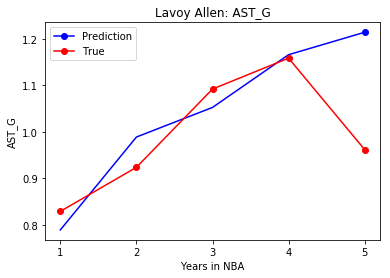 Lavoy Allen: AST_G
Prediction
True
1.2
1.1
1.0
0.9
0.8
AST_G
1 2 3 4 5
Years in NBA